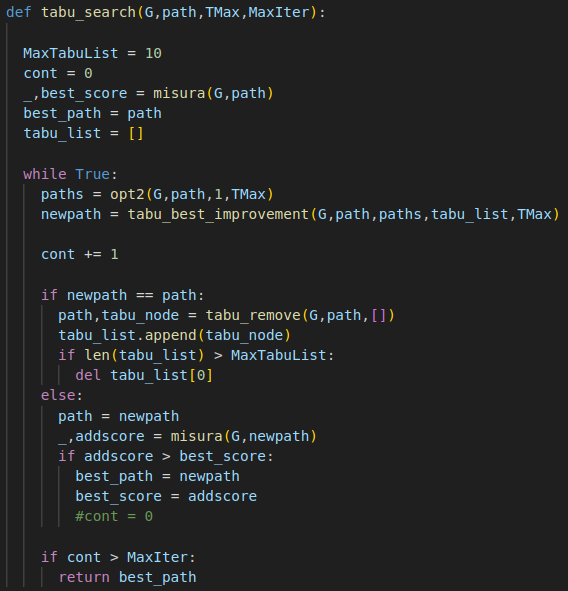 def tabu_search(G,path,TMax,MaxIter):
MaxTabuList = 10
cont = 0
_,best_score = misura(G,path)
best_path = path
tabu_list = []
while True:
paths = opt2(G,path,1,TMax)
newpath = tabu_best_improvement(G,path,paths,tabu_list,TMax)
cont += 1
if newpath == path:
path,tabu_node = tabu_remove(G,path,[])
tabu_list.append(tabu_node)
if len(tabu_list) > MaxTabuList:
del tabu_list[0]
else:
path = newpath
_,addscore = misura(G,newpath)
if addscore > best_score:
best_path = newpath
best_score = addscore
#cont = 0
if cont > MaxIter:
return best_path